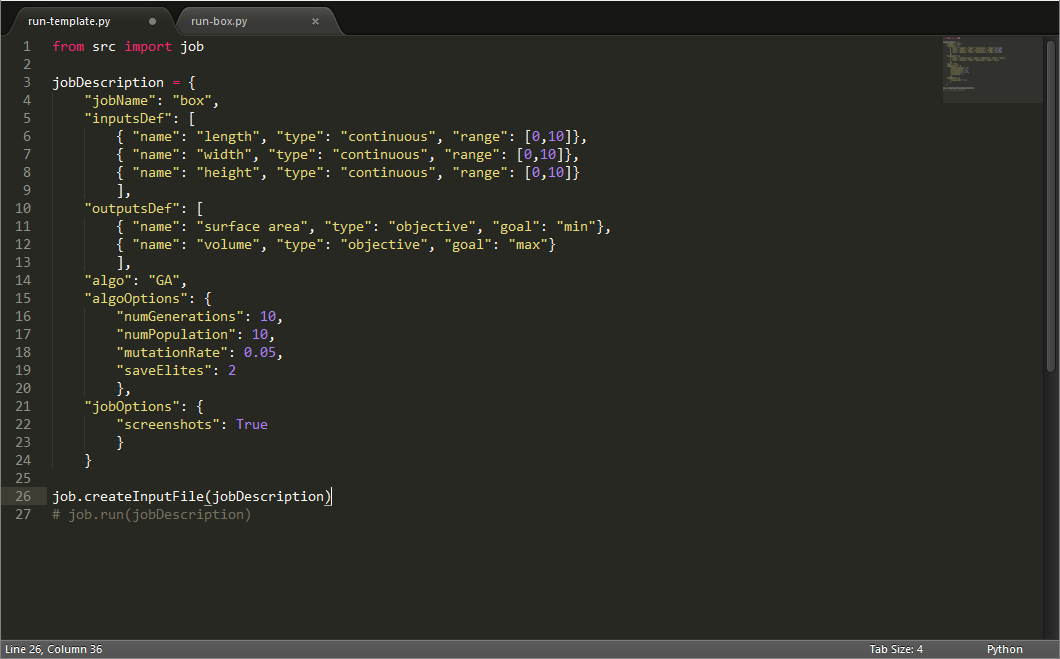 run-template.py
run-box.py
1 from src import job
2
3 jobDescription = {
4     "jobName": "box",
5     "inputsDef": [
6         { "name": "length", "type": "continuous", "range": [0,10]},
7         { "name": "width", "type": "continuous", "range": [0,10]},
8         { "name": "height", "type": "continuous", "range": [0,10]}
9         ],
10     "outputsDef": [
11         { "name": "surface area", "type": "objective", "goal": "min"},
12         { "name": "volume", "type": "objective", "goal": "max"}
13         ],
14     "algo": "GA",
15     "algoOptions": {
16         "numGenerations": 10,
17         "numPopulation": 10,
18         "mutationRate": 0.05,
19         "saveElites": 2
20         },
21     "jobOptions": {
22         "screenshots": True
23         }
24     }
25
26 job.createInputFile(jobDescription)
27 # job.run(jobDescription)
Line 26, Column 36
Tab Size: 4
Python